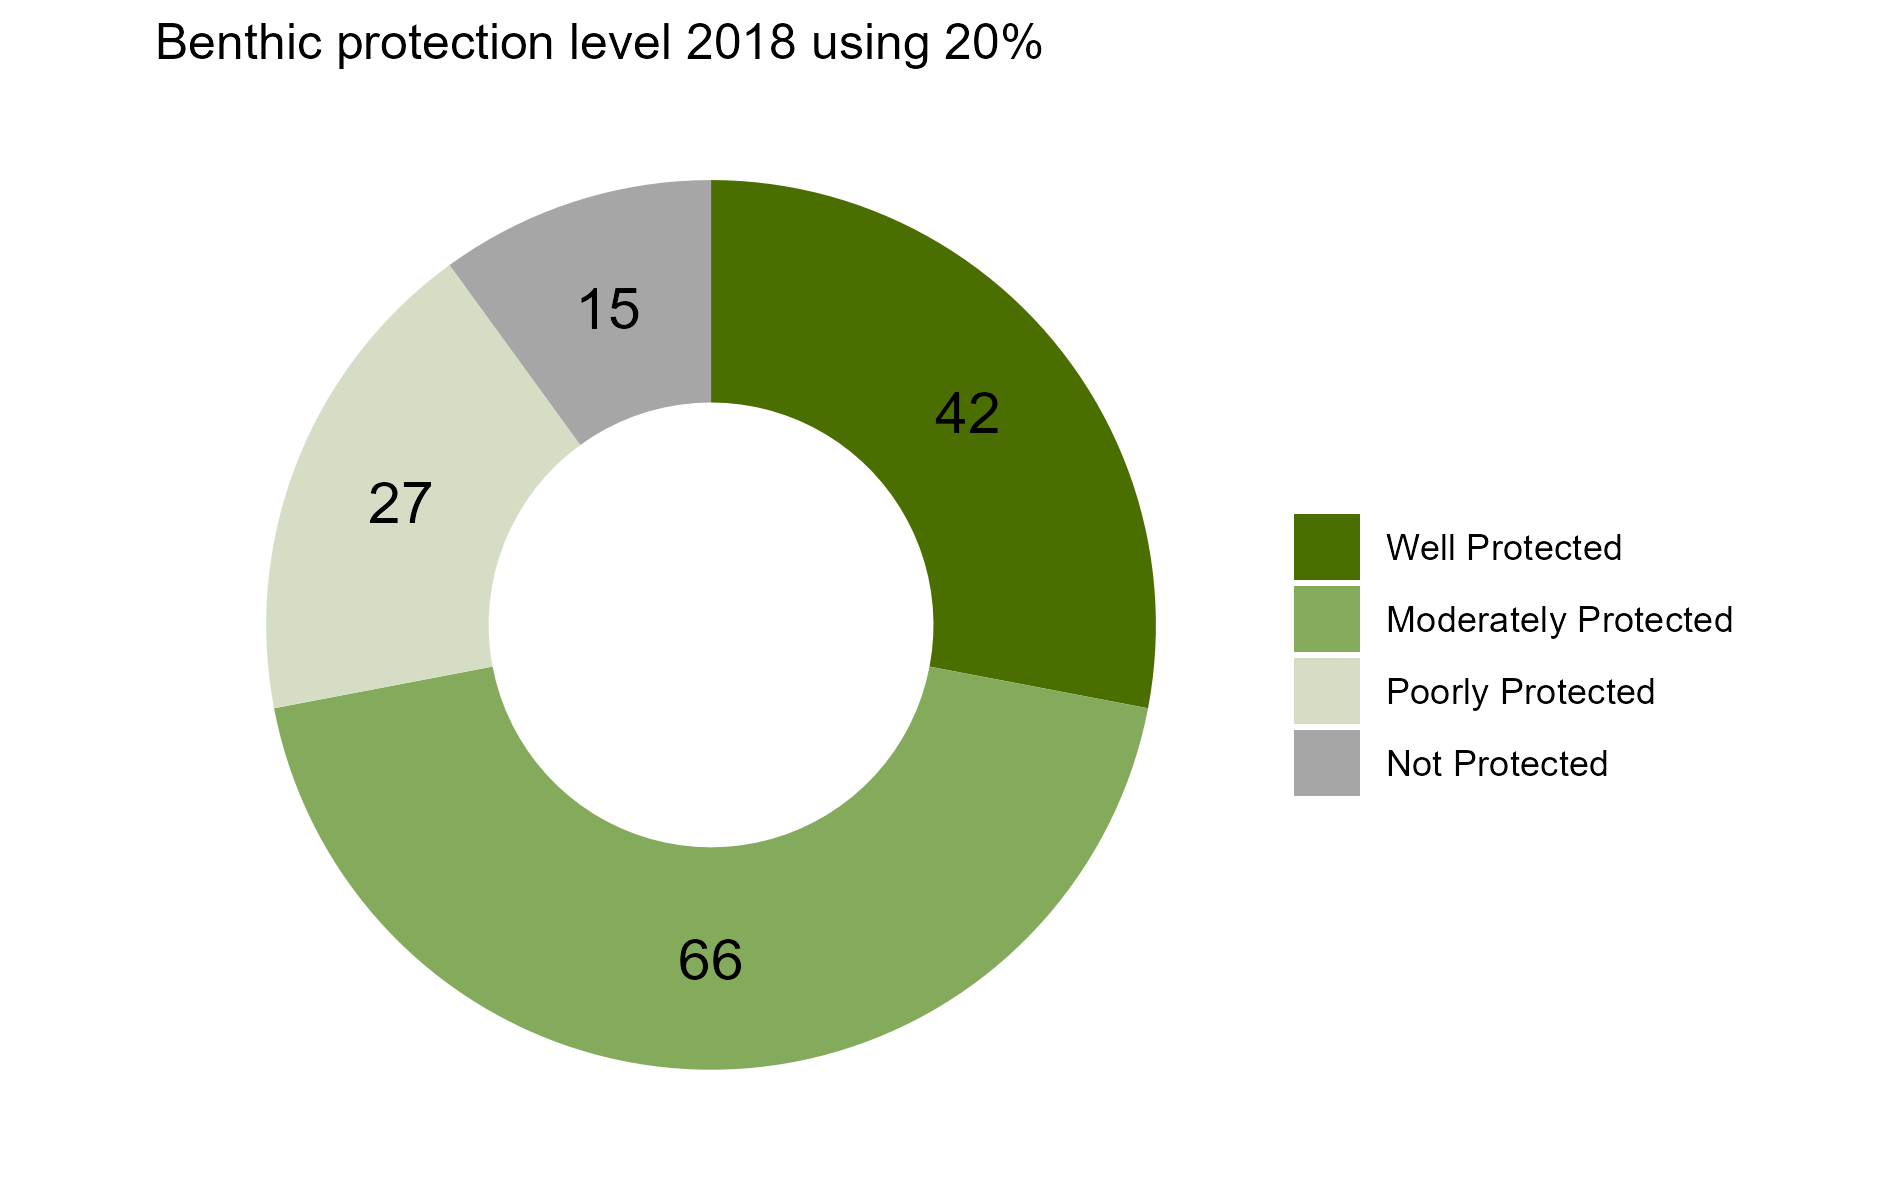 Benthic protection level 2018 using 20%
15
42
27
66
Well Protected
Moderately Protected
Poorly Protected
Not Protected